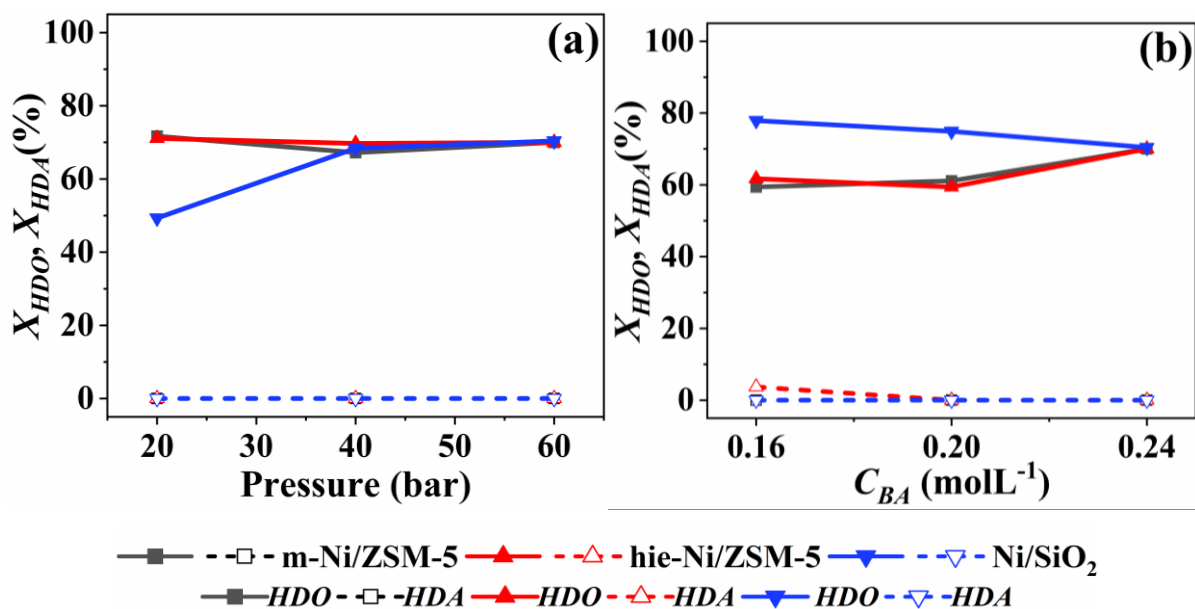 (a)
X_HDO, X_HDA(%)
100
80
60
40
20
0
20 30 40 50 60
Pressure (bar)
(b)
X_HDO, X_HDA(%)
100
80
60
40
20
0
0.16 0.20 0.24
C_BA (molL⁻¹)
m-Ni/ZSM-5 hie-Ni/ZSM-5 Ni/SiO₂
HDO HDA HDO HDA HDO HDA